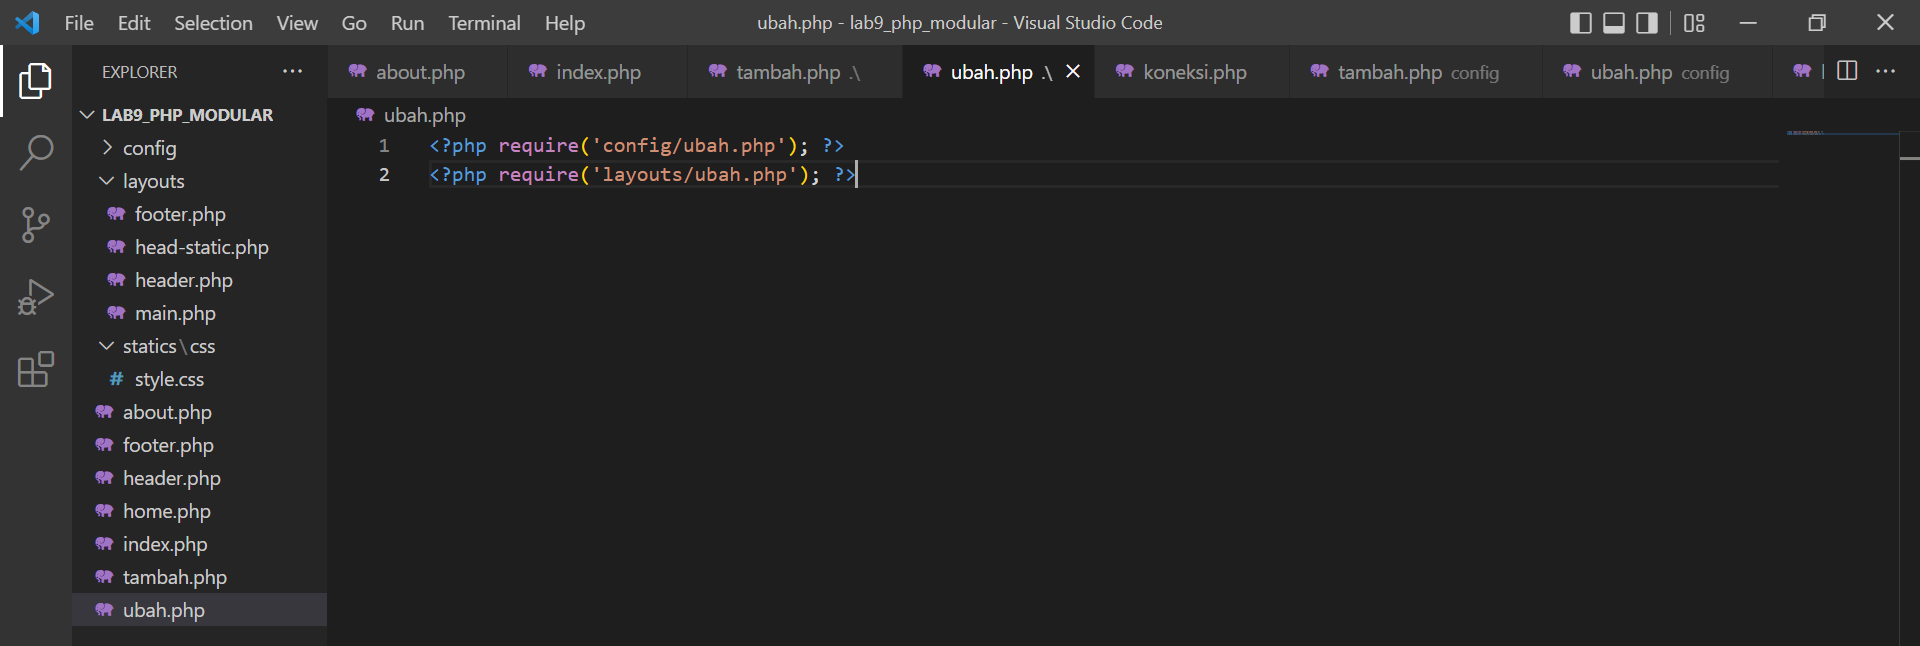 File Edit Selection View Go Run Terminal Help
ubah.php - lab9_php_modular - Visual Studio Code
EXPLORER
LAB9_PHP_MODULAR
config
layouts
footer.php
head-static.php
header.php
main.php
statics\css
# style.css
about.php
footer.php
header.php
home.php
index.php
tambah.php
ubah.php
about.php index.php tambah.php .\ ubah.php .\ koneksi.php tambah.php config ubah.php config
ubah.php
1 <?php require('config/ubah.php'); ?>
2 <?php require('layouts/ubah.php'); ?>